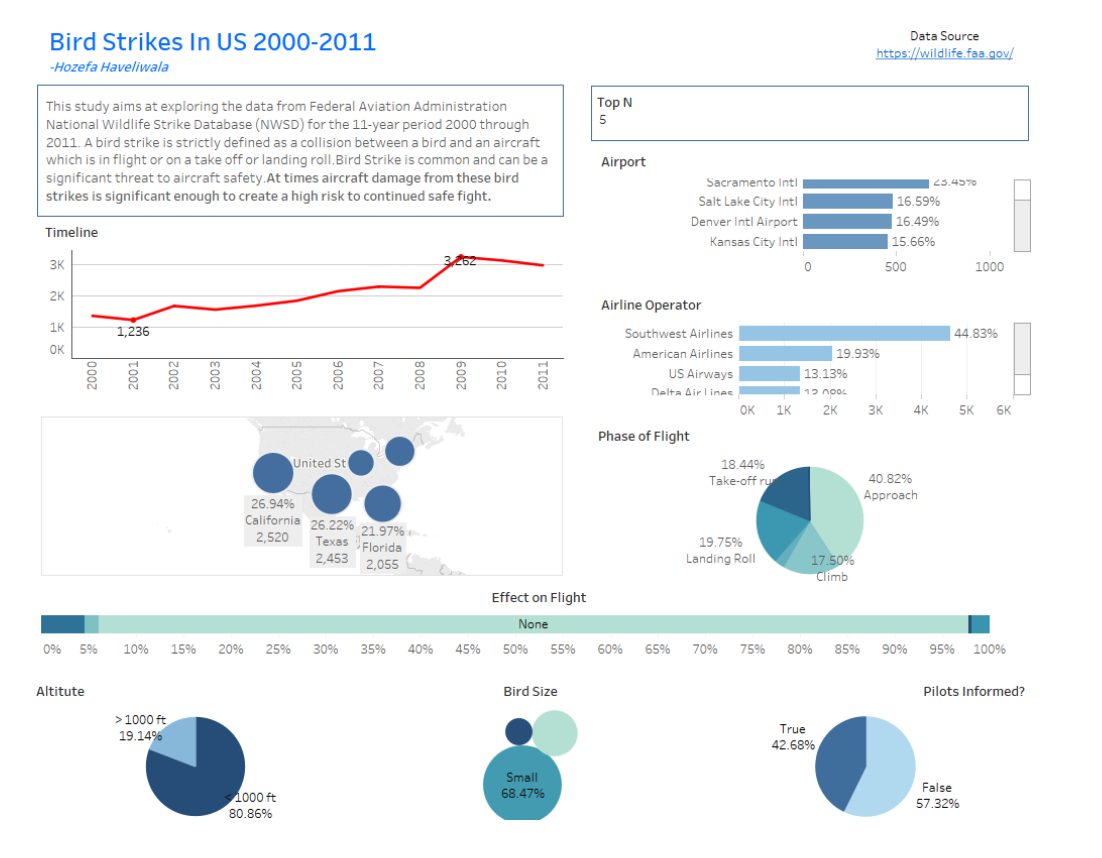 Bird Strikes In US 2000-2011
-Hozefa Haveliwala
Data Source
https://wildlife.faa.gov/
This study aims at exploring the data from Federal Aviation Administration
National Wildlife Strike Database (NWSD) for the 11-year period 2000 through
2011. A bird strike is strictly defined as a collision between a bird and an aircraft
which is in flight or on a take off or landing roll.Bird Strike is common and can be a
significant threat to aircraft safety.At times aircraft damage from these bird
strikes is significant enough to create a high risk to continued safe fight.
Top N
5
Airport
Sacramento Intl 23.45%
Salt Lake City Intl 16.59%
Denver Intl Airport 16.49%
Kansas City Intl 15.66%
0 500 1000
Timeline
3K
2K
1K
0K
3,262
1,236
2000 2001 2002 2003 2004 2005 2006 2007 2008 2009 2010 2011
Airline Operator
Southwest Airlines 44.83%
American Airlines 19.93%
US Airways 13.13%
Delta Air Lines 13.08%
0K 1K 2K 3K 4K 5K 6K
United St
26.94%
California
2,520
26.22%
Texas
2,453
21.97%
Florida
2,055
Phase of Flight
18.44%
Take-off ru
40.82%
Approach
19.75%
Landing Roll
17.50%
Climb
Effect on Flight
None
0% 5% 10% 15% 20% 25% 30% 35% 40% 45% 50% 55% 60% 65% 70% 75% 80% 85% 90% 95% 100%
Altitute
> 1000 ft
19.14%
< 1000 ft
80.86%
Bird Size
Small
68.47%
Pilots Informed?
True
42.68%
False
57.32%